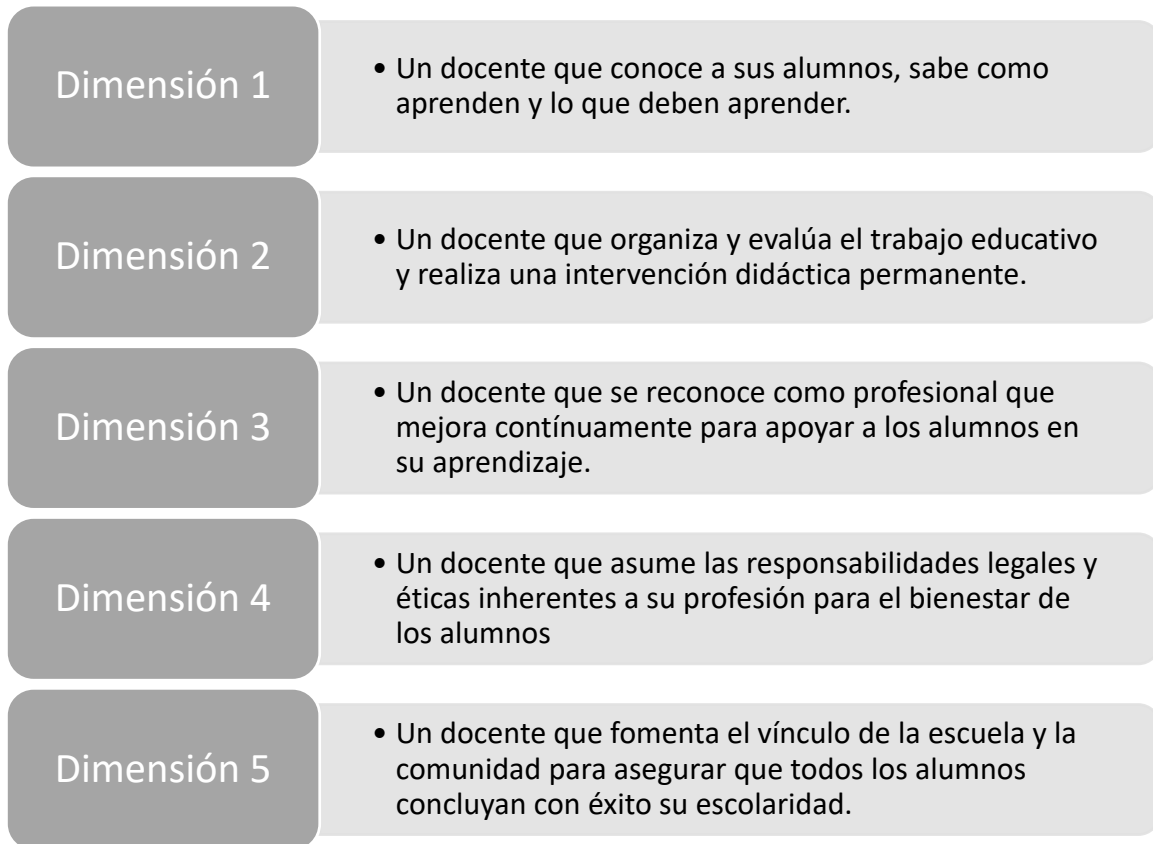 Dimensión 1
• Un docente que conoce a sus alumnos, sabe como
aprenden y lo que deben aprender.
Dimensión 2
• Un docente que organiza y evalúa el trabajo educativo
y realiza una intervención didáctica permanente.
Dimensión 3
• Un docente que se reconoce como profesional que
mejora contínuamente para apoyar a los alumnos en
su aprendizaje.
Dimensión 4
• Un docente que asume las responsabilidades legales y
éticas inherentes a su profesión para el bienestar de
los alumnos
Dimensión 5
• Un docente que fomenta el vínculo de la escuela y la
comunidad para asegurar que todos los alumnos
concluyan con éxito su escolaridad.